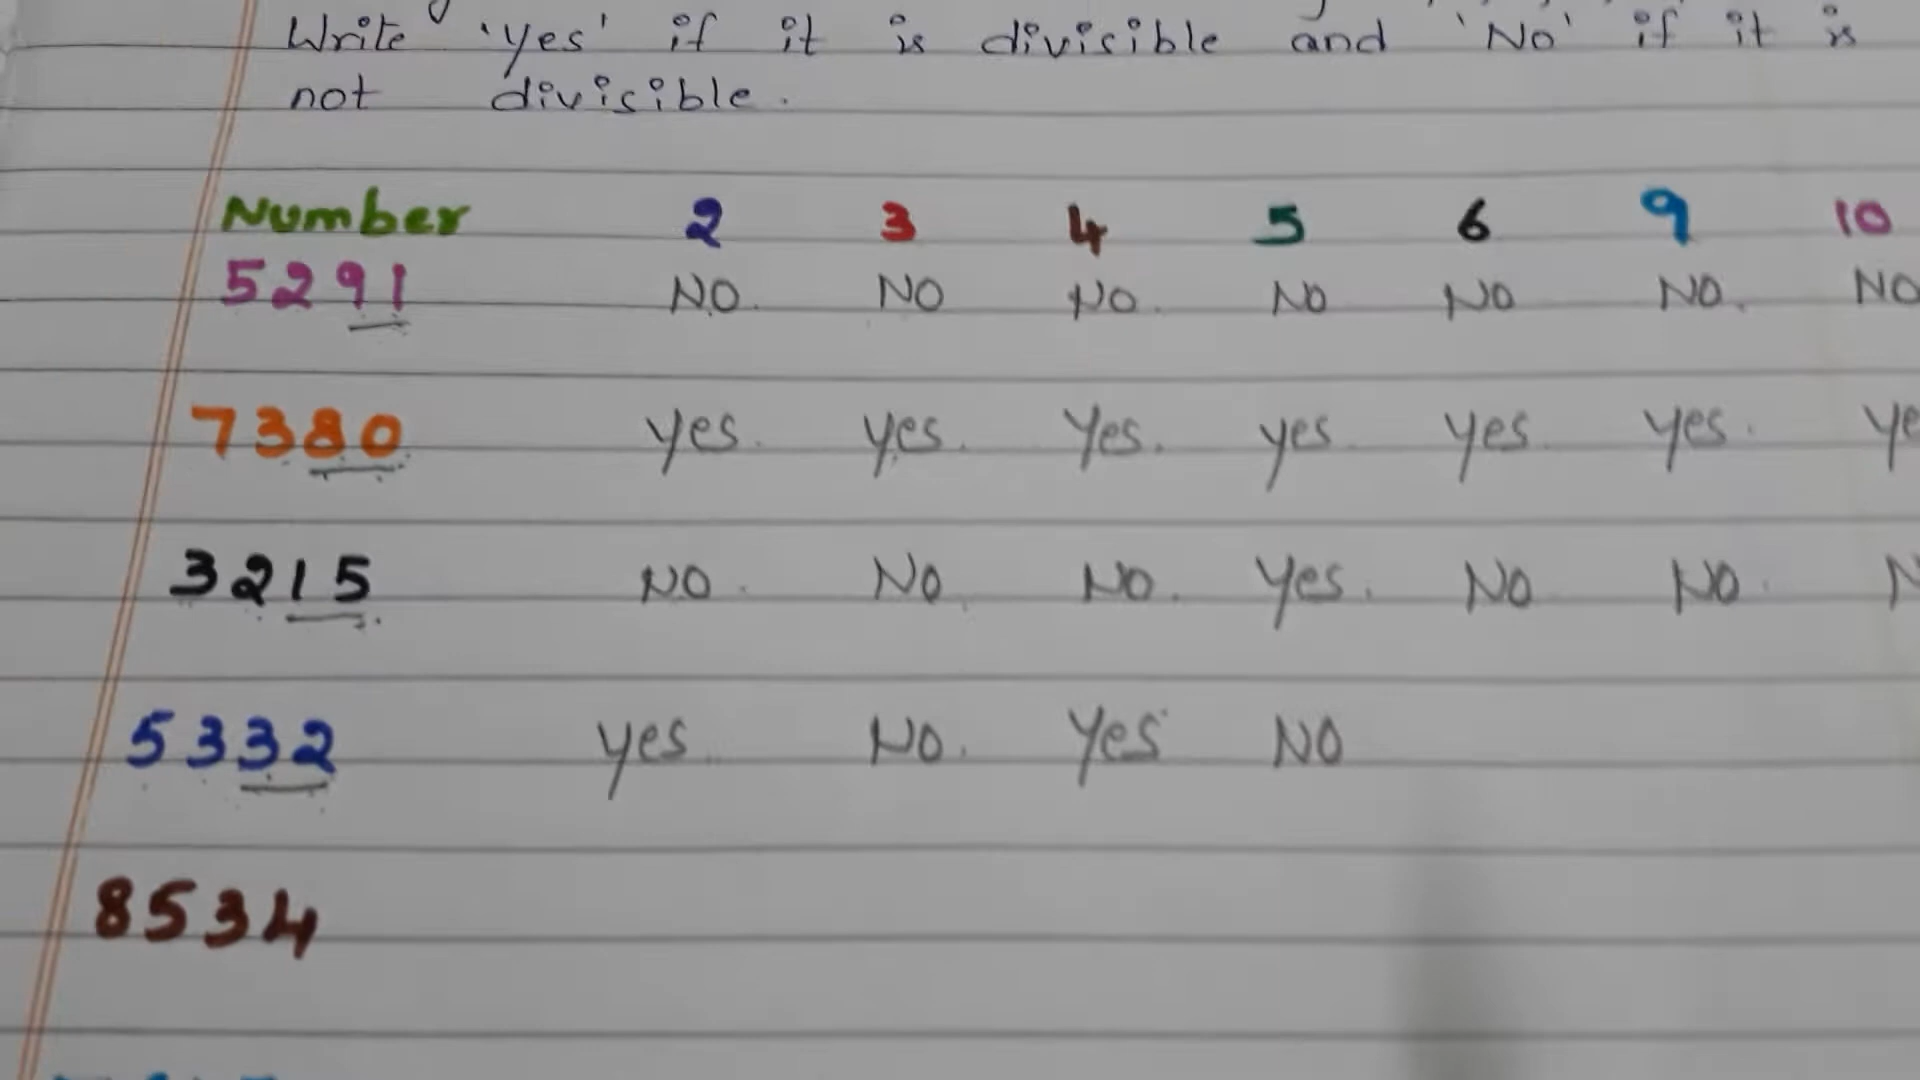 Write 'yes' if it is divisible and 'No' if it is
not divisible.
Number 2 3 4 5 6 9 10
5291 NO. NO NO. NO NO NO. NO
7380 yes. yes. yes. yes yes. yes. ye
3215 NO. NO NO. yes. NO NO. N
5332 yes. NO. yes NO
8534